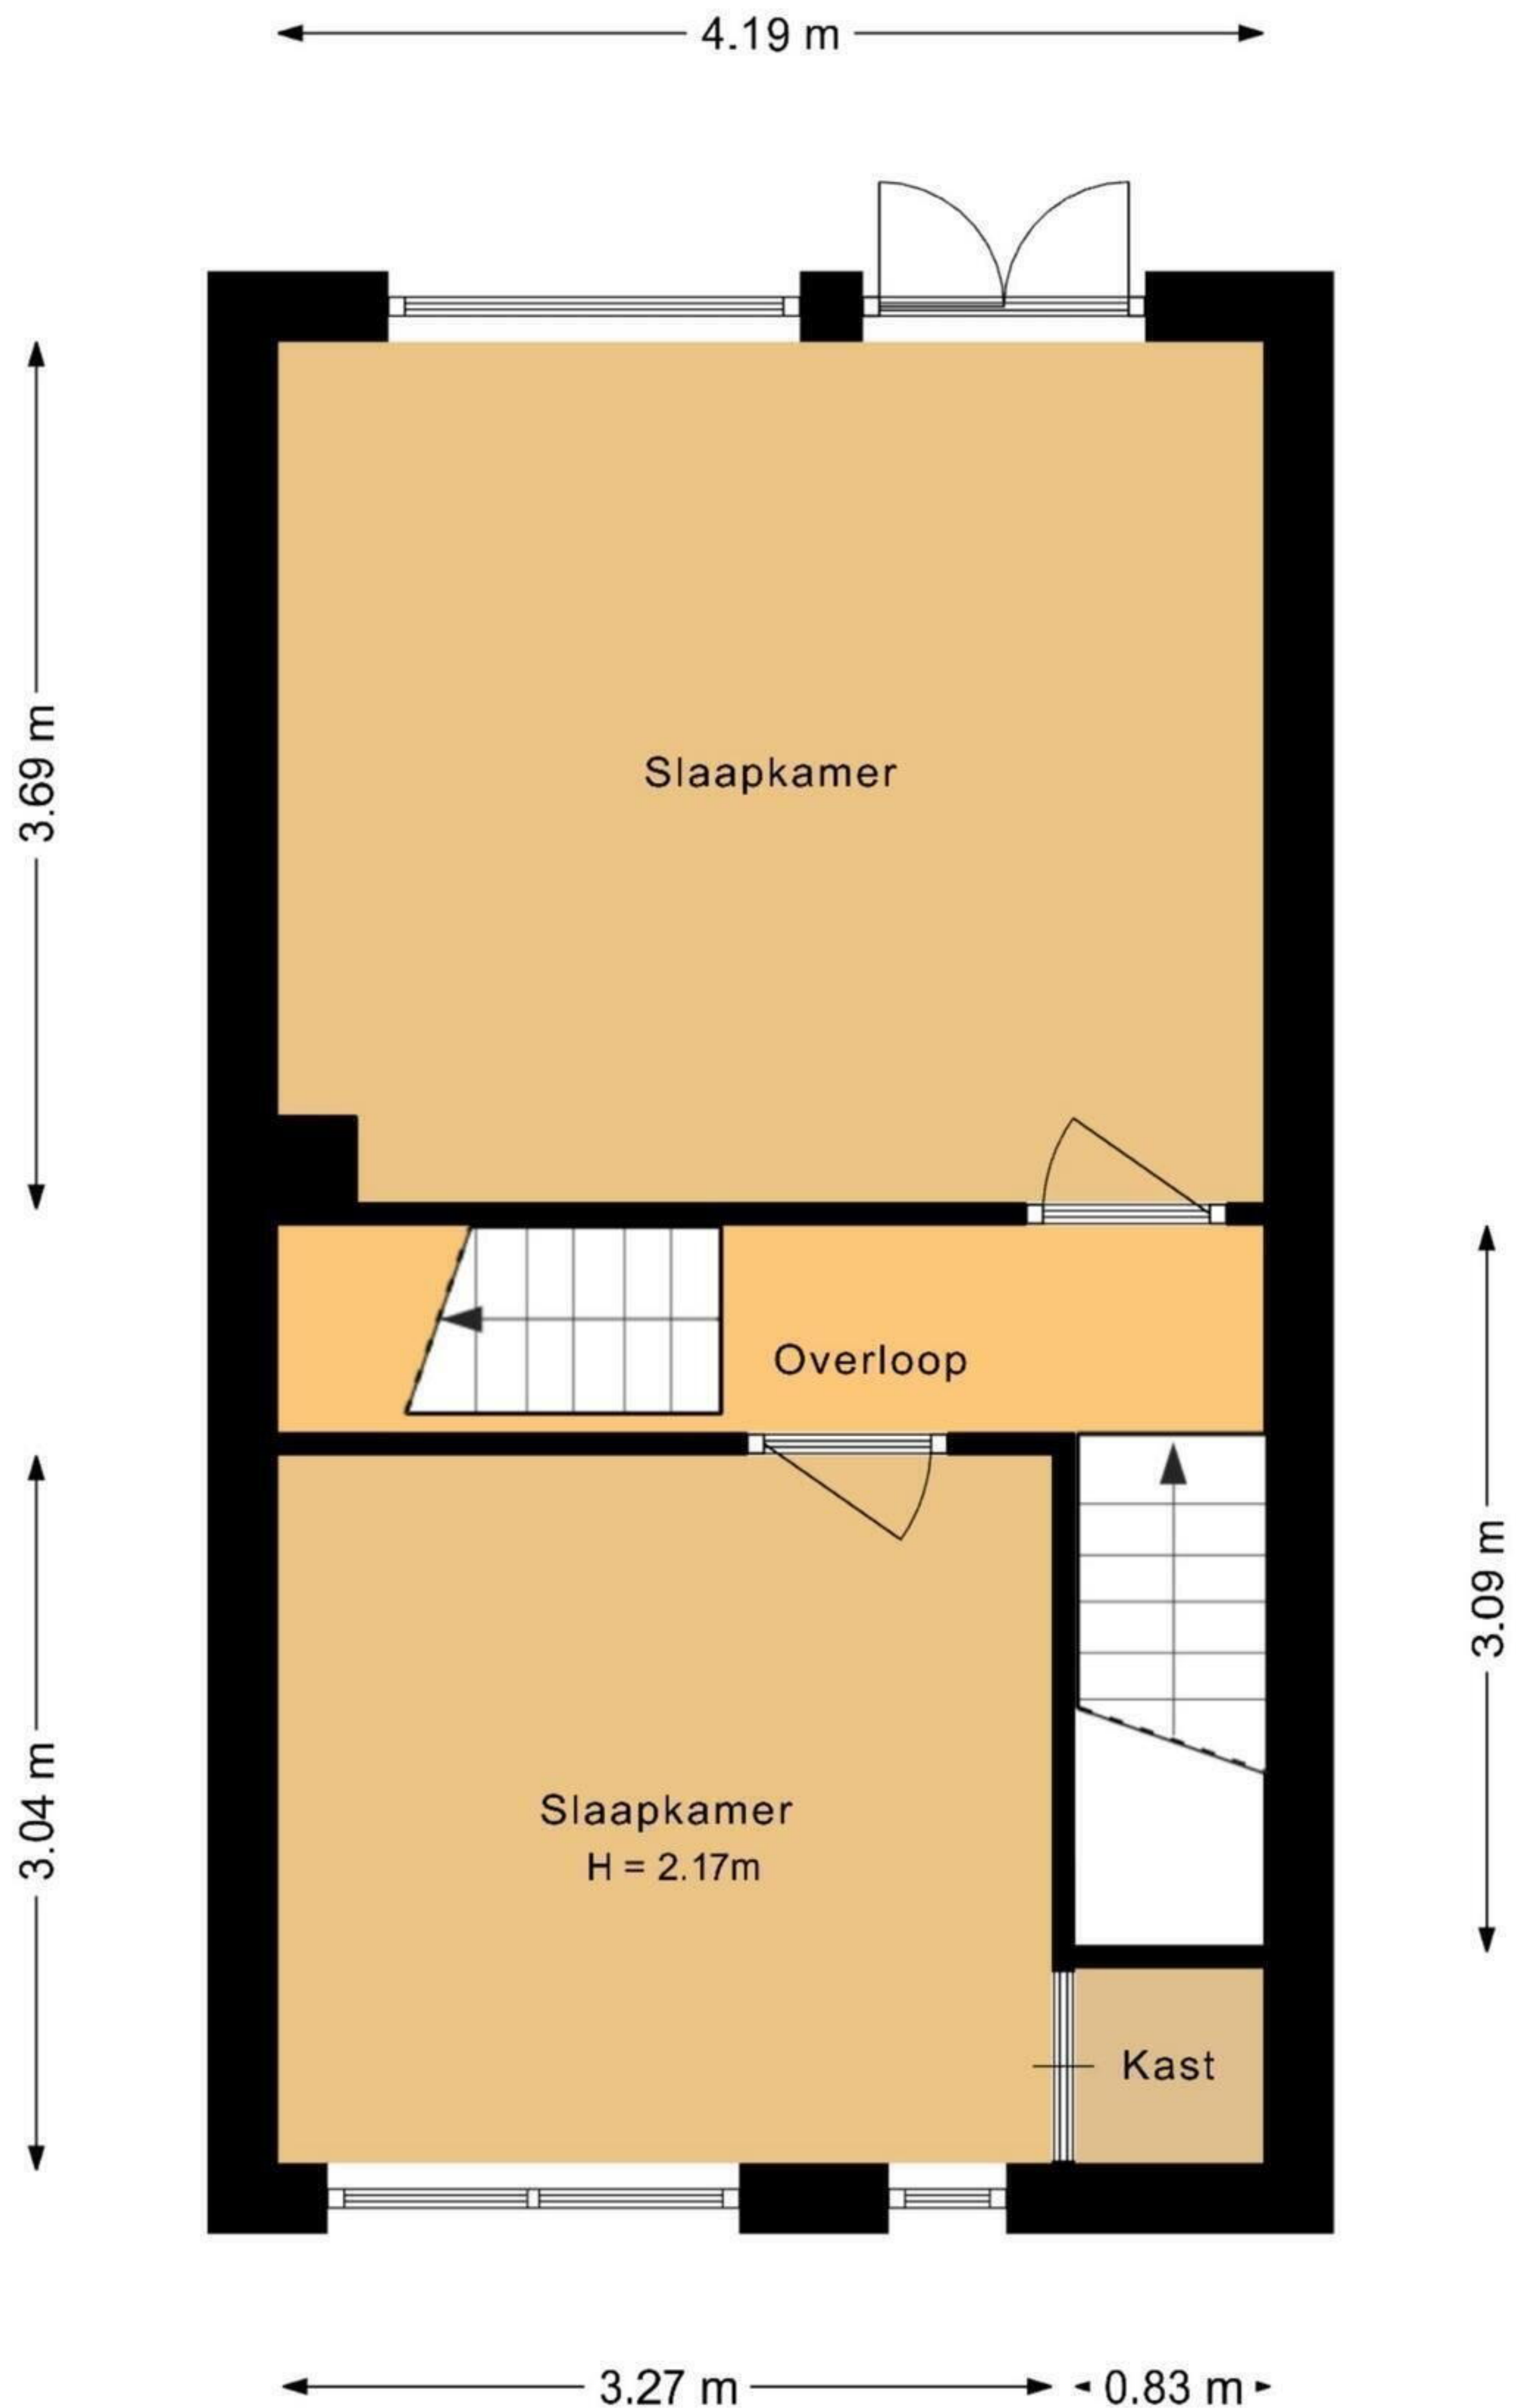 4.19 m
3.69 m
Slaapkamer
Overloop
3.09 m
3.04 m
Slaapkamer
H = 2.17m
Kast
3.27 m
0.83 m